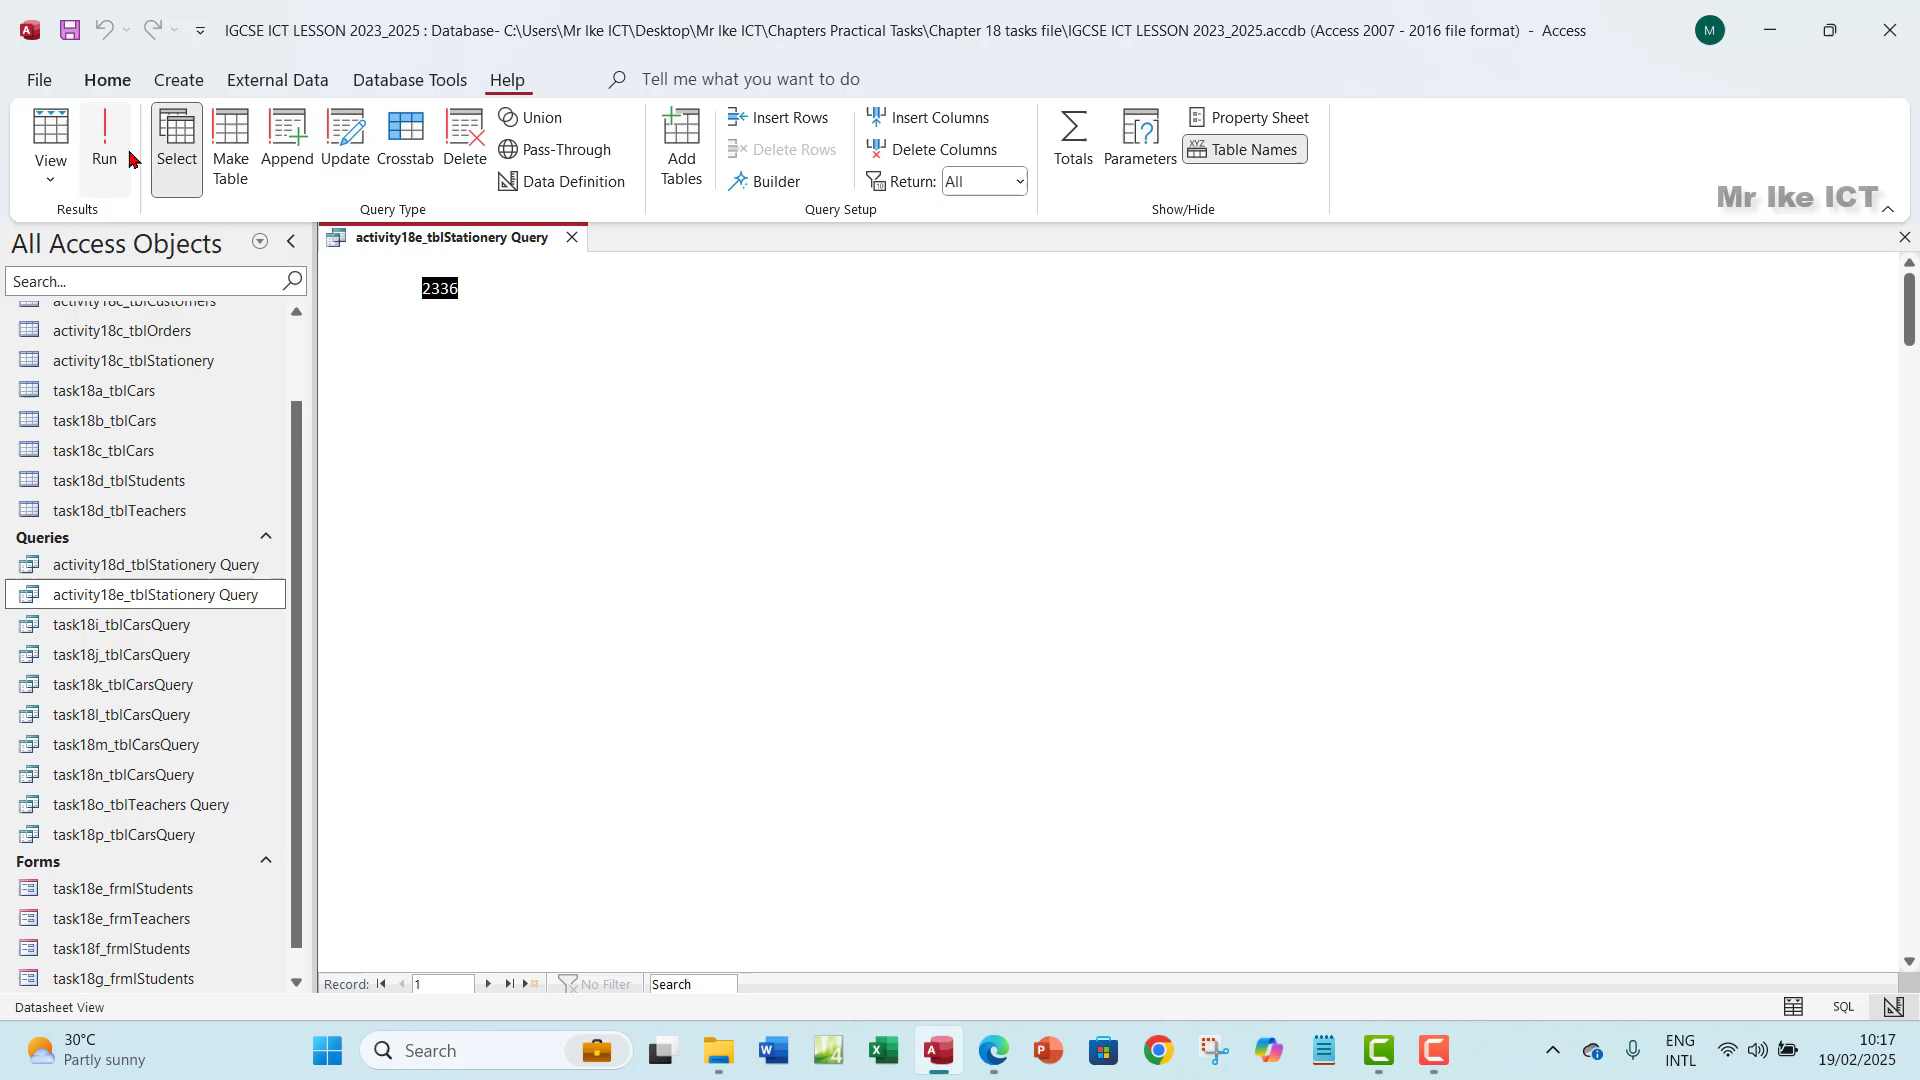 IGCSE ICT LESSON 2023_2025 : Database- C:\Users\Mr Ike ICT\Desktop\Mr Ike ICT\Chapters Practical Tasks\Chapter 18 tasks file\IGCSE ICT LESSON 2023_2025.accdb (Access 2007 - 2016 file format) - Access
M
File Home Create External Data Database Tools Help Tell me what you want to do
View
Run
Results
Select
Make Table
Append
Update
Crosstab
Delete
Union
Pass-Through
Data Definition
Query Type
Add Tables
Insert Rows
Delete Rows
Builder
Insert Columns
Delete Columns
Return: All
Query Setup
Totals
Parameters
Property Sheet
Table Names
Show/Hide
Mr Ike ICT
All Access Objects
Search...
activity18c_tblCustomers
activity18c_tblOrders
activity18c_tblStationery
task18a_tblCars
task18b_tblCars
task18c_tblCars
task18d_tblStudents
task18d_tblTeachers
Queries
activity18d_tblStationery Query
activity18e_tblStationery Query
task18i_tblCarsQuery
task18j_tblCarsQuery
task18k_tblCarsQuery
task18l_tblCarsQuery
task18m_tblCarsQuery
task18n_tblCarsQuery
task18o_tblTeachers Query
task18p_tblCarsQuery
Forms
task18e_frmlStudents
task18e_frmTeachers
task18f_frmlStudents
task18g_frmlStudents
activity18e_tblStationery Query
2336
Record: 1 No Filter Search
Datasheet View
SQL
30°C
Partly sunny
Search
ENG
INTL
10:17
19/02/2025